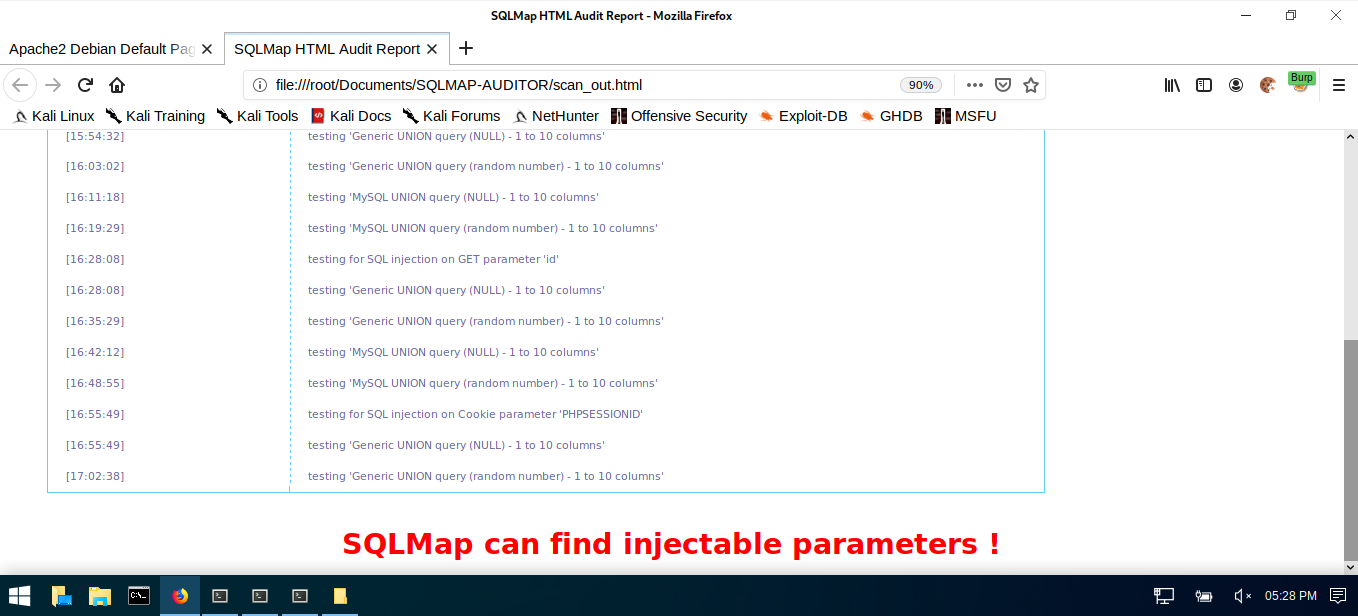 SQLMap HTML Audit Report - Mozilla Firefox
Apache2 Debian Default Pag
SQLMap HTML Audit Report
file:///root/Documents/SQLMAP-AUDITOR/scan_out.html 90% Burp
Kali Linux Kali Training Kali Tools Kali Docs Kali Forums NetHunter Offensive Security Exploit-DB GHDB MSFU
[15:54:32] testing 'Generic UNION query (NULL) - 1 to 10 columns'
[16:03:02] testing 'Generic UNION query (random number) - 1 to 10 columns'
[16:11:18] testing 'MySQL UNION query (NULL) - 1 to 10 columns'
[16:19:29] testing 'MySQL UNION query (random number) - 1 to 10 columns'
[16:28:08] testing for SQL injection on GET parameter 'id'
[16:28:08] testing 'Generic UNION query (NULL) - 1 to 10 columns'
[16:35:29] testing 'Generic UNION query (random number) - 1 to 10 columns'
[16:42:12] testing 'MySQL UNION query (NULL) - 1 to 10 columns'
[16:48:55] testing 'MySQL UNION query (random number) - 1 to 10 columns'
[16:55:49] testing for SQL injection on Cookie parameter 'PHPSESSIONID'
[16:55:49] testing 'Generic UNION query (NULL) - 1 to 10 columns'
[17:02:38] testing 'Generic UNION query (random number) - 1 to 10 columns'
SQLMap can find injectable parameters !
05:28 PM